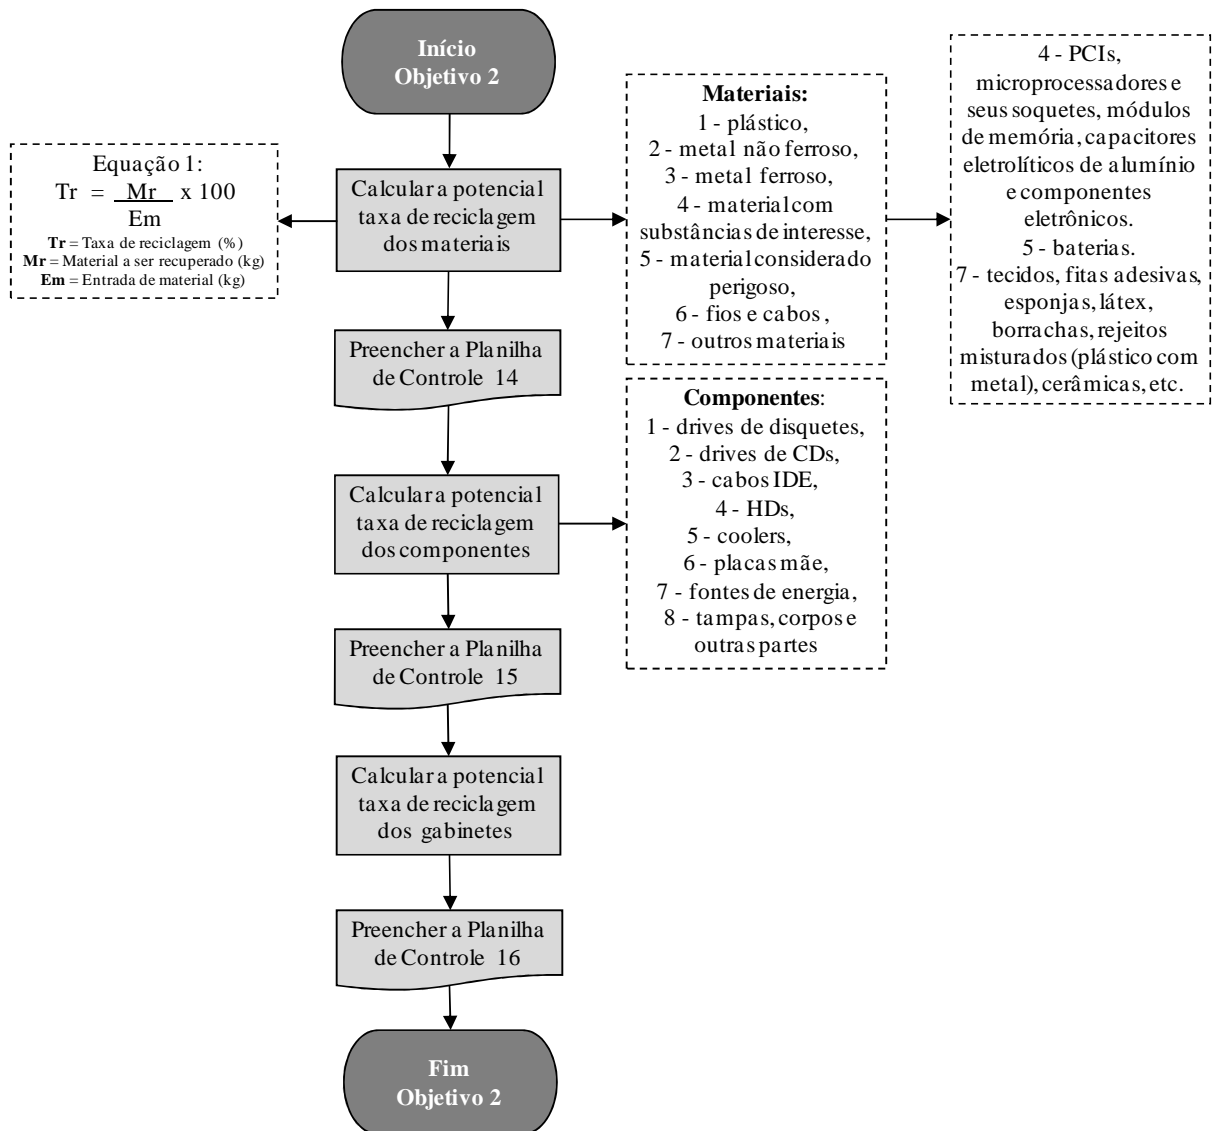 Início
Objetivo 2
Equação 1:
Tr = Mr x 100
Em
Tr = Taxa de reciclagem (%)
Mr = Material a ser recuperado (kg)
Em = Entrada de material (kg)
Calcular a potencial
taxa de reciclagem
dos materiais
Materiais:
1 - plástico,
2 - metal não ferroso,
3 - metal ferroso,
4 - material com
substâncias de interesse,
5 - material considerado
perigoso,
6 - fios e cabos ,
7 - outros materiais
4 - PCIs,
microprocessadores e
seus soquetes, módulos
de memória, capacitores
eletrolíticos de alumínio
e componentes
eletrônicos.
5 - baterias.
7 - tecidos, fitas adesivas,
esponjas, látex,
borrachas, rejeitos
misturados (plástico com
metal), cerâmicas, etc.
Preencher a Planilha
de Controle 14
Calcular a potencial
taxa de reciclagem
dos componentes
Componentes:
1 - drives de disquetes,
2 - drives de CDs,
3 - cabos IDE,
4 - HDs,
5 - coolers,
6 - placas mãe,
7 - fontes de energia,
8 - tampas, corpos e
outras partes
Preencher a Planilha
de Controle 15
Calcular a potencial
taxa de reciclagem
dos gabinetes
Preencher a Planilha
de Controle 16
Fim
Objetivo 2